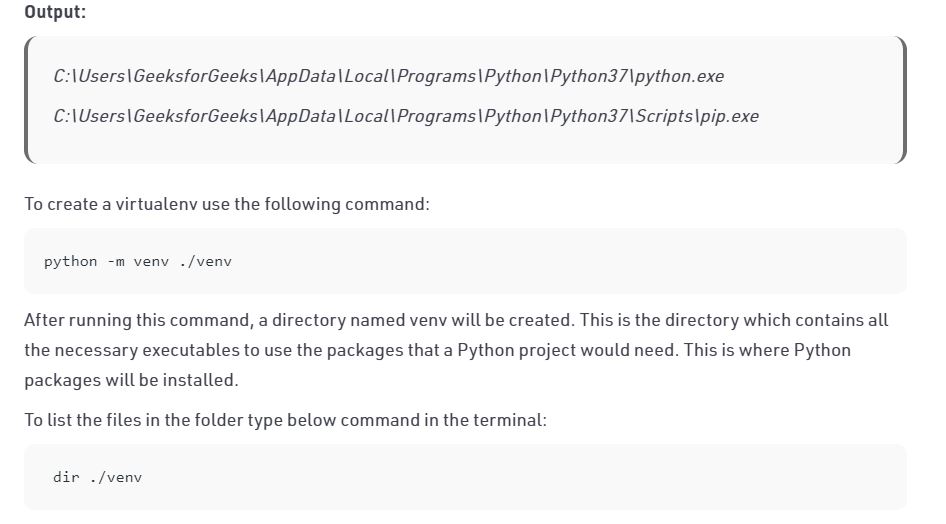 Output:
C:\Users\GeeksforGeeks\AppData\Local\Programs\Python\Python37\python.exe
C:\Users\GeeksforGeeks\AppData\Local\Programs\Python\Python37\Scripts\pip.exe
To create a virtualenv use the following command:
python -m venv ./venv
After running this command, a directory named venv will be created. This is the directory which contains all
the necessary executables to use the packages that a Python project would need. This is where Python
packages will be installed.
To list the files in the folder type below command in the terminal:
dir ./venv